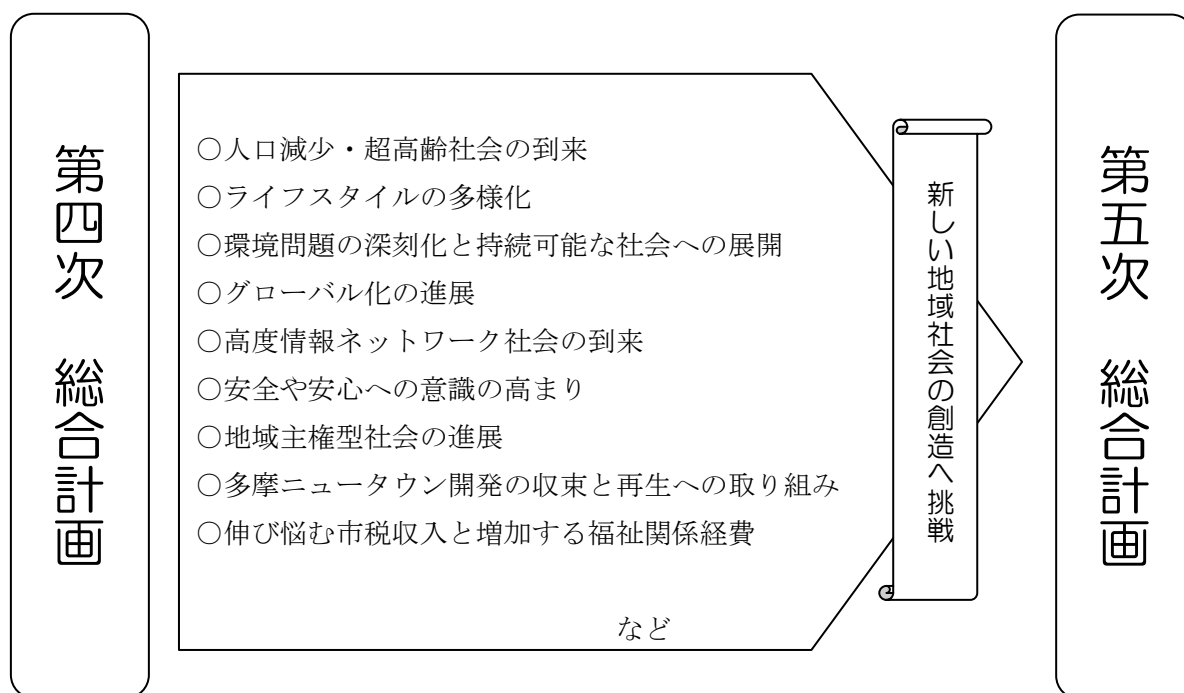 第四次 総合計画
○人口減少・超高齢社会の到来
○ライフスタイルの多様化
○環境問題の深刻化と持続可能な社会への展開
○グローバル化の進展
○高度情報ネットワーク社会の到来
○安全や安心への意識の高まり
○地域主権型社会の進展
○多摩ニュータウン開発の収束と再生への取り組み
○伸び悩む市税収入と増加する福祉関係経費
など
新しい地域社会の創造へ挑戦
第五次 総合計画